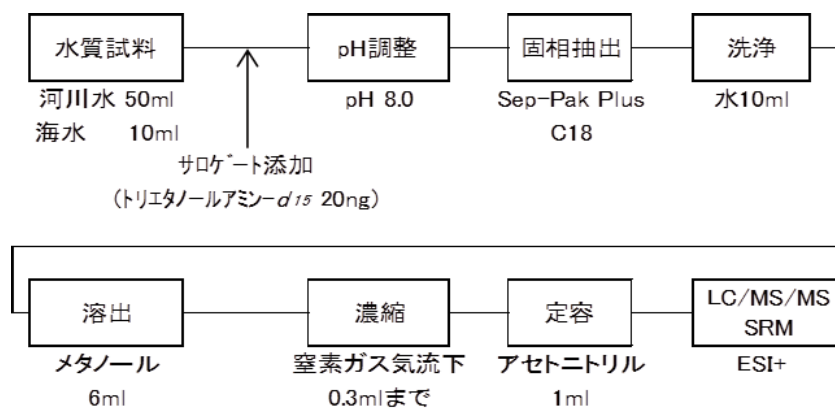 水質試料
pH調整
固相抽出
洗浄
河川水 50ml
海水 10ml
pH 8.0
Sep-Pak Plus
C18
水10ml
サロゲート添加
(トリエタノールアミン-d15 20ng)
溶出
濃縮
定容
LC/MS/MS
SRM
メタノール
6ml
窒素ガス気流下
0.3mlまで
アセトニトリル
1ml
ESI+